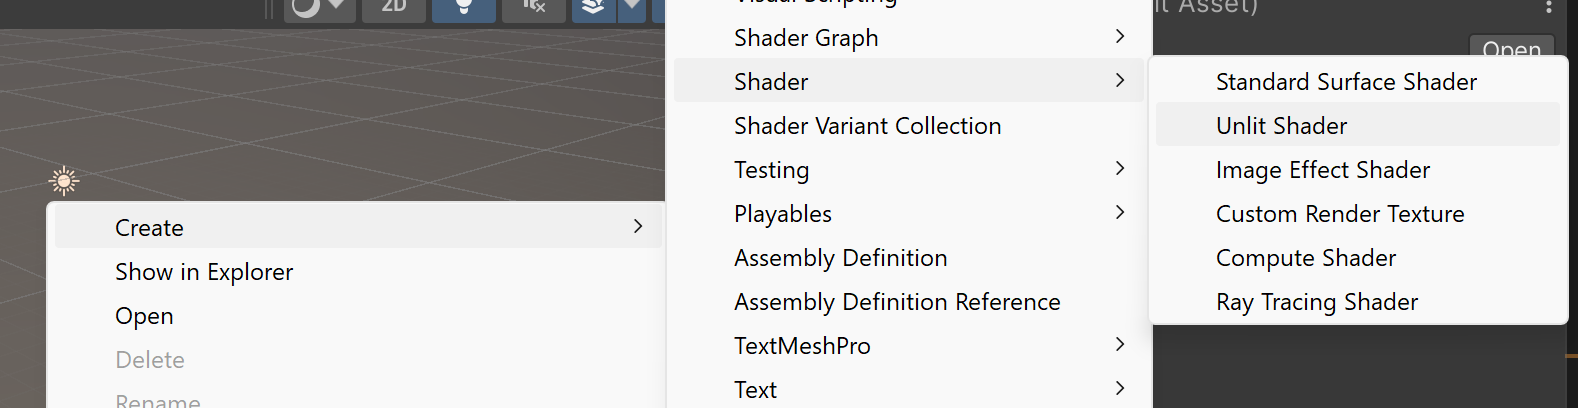 2D
Visual Scripting
Shader Graph
Shader
Shader Variant Collection
Testing
Playables
Assembly Definition
Assembly Definition Reference
TextMeshPro
Text
Create
Show in Explorer
Open
Delete
Rename
Asset)
Open
Standard Surface Shader
Unlit Shader
Image Effect Shader
Custom Render Texture
Compute Shader
Ray Tracing Shader